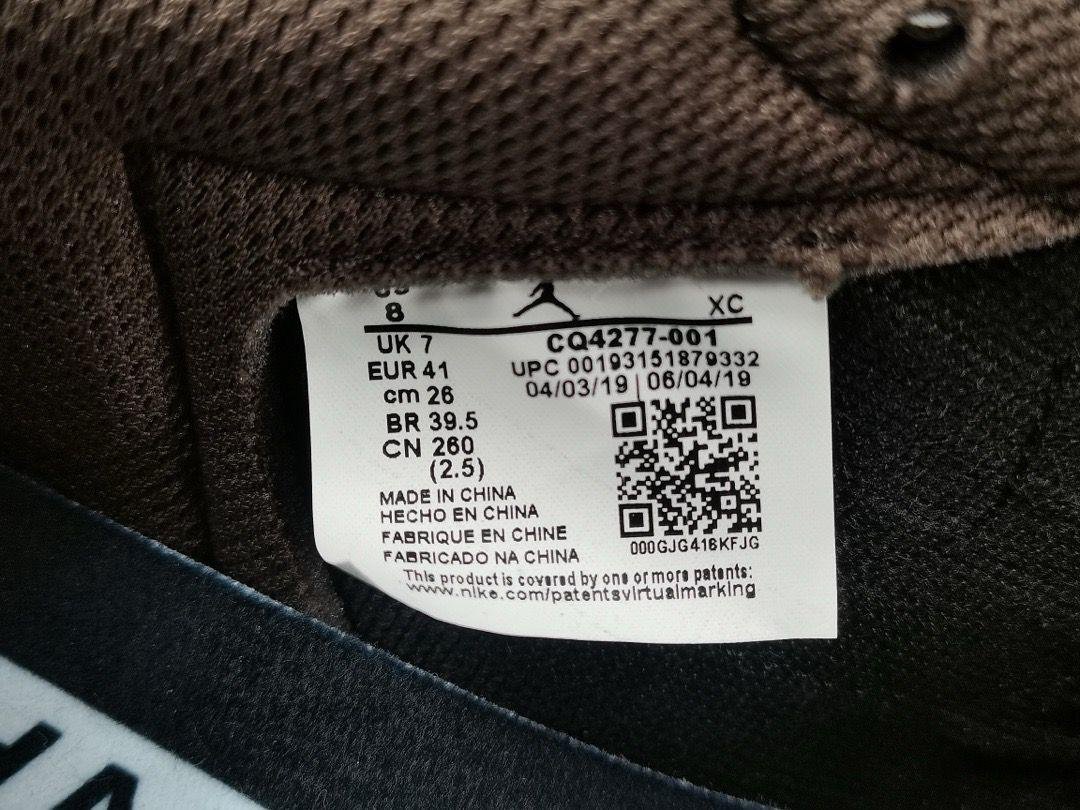 8
XC
UK 7
EUR 41
cm 26
BR 39.5
CN 260
(2.5)
CQ4277-001
UPC 00193151879332
04/03/19 06/04/19
000GJG416KFJG
MADE IN CHINA
HECHO EN CHINA
FABRIQUE EN CHINE
FABRICADO NA CHINA
This product is covered by one or more patents:
www.nike.com/patentsvirtualmarking